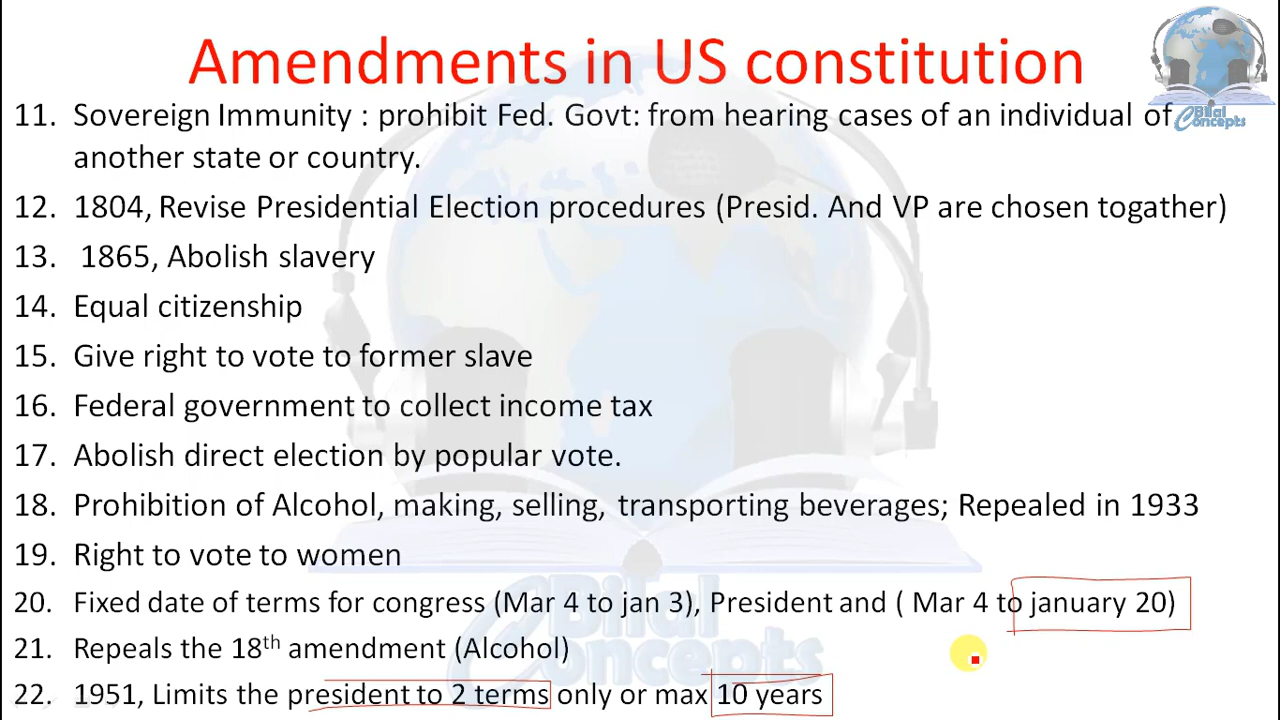 Amendments in US constitution
Bilal
Concepts
11. Sovereign Immunity : prohibit Fed. Govt: from hearing cases of an individual of
another state or country.
12. 1804, Revise Presidential Election procedures (Presid. And VP are chosen togather)
13. 1865, Abolish slavery
14. Equal citizenship
15. Give right to vote to former slave
16. Federal government to collect income tax
17. Abolish direct election by popular vote.
18. Prohibition of Alcohol, making, selling, transporting beverages; Repealed in 1933
19. Right to vote to women
20. Fixed date of terms for congress (Mar 4 to jan 3), President and ( Mar 4 to january 20)
21. Repeals the 18th amendment (Alcohol)
22. 1951, Limits the president to 2 terms only or max 10 years
Bilal
Concepts